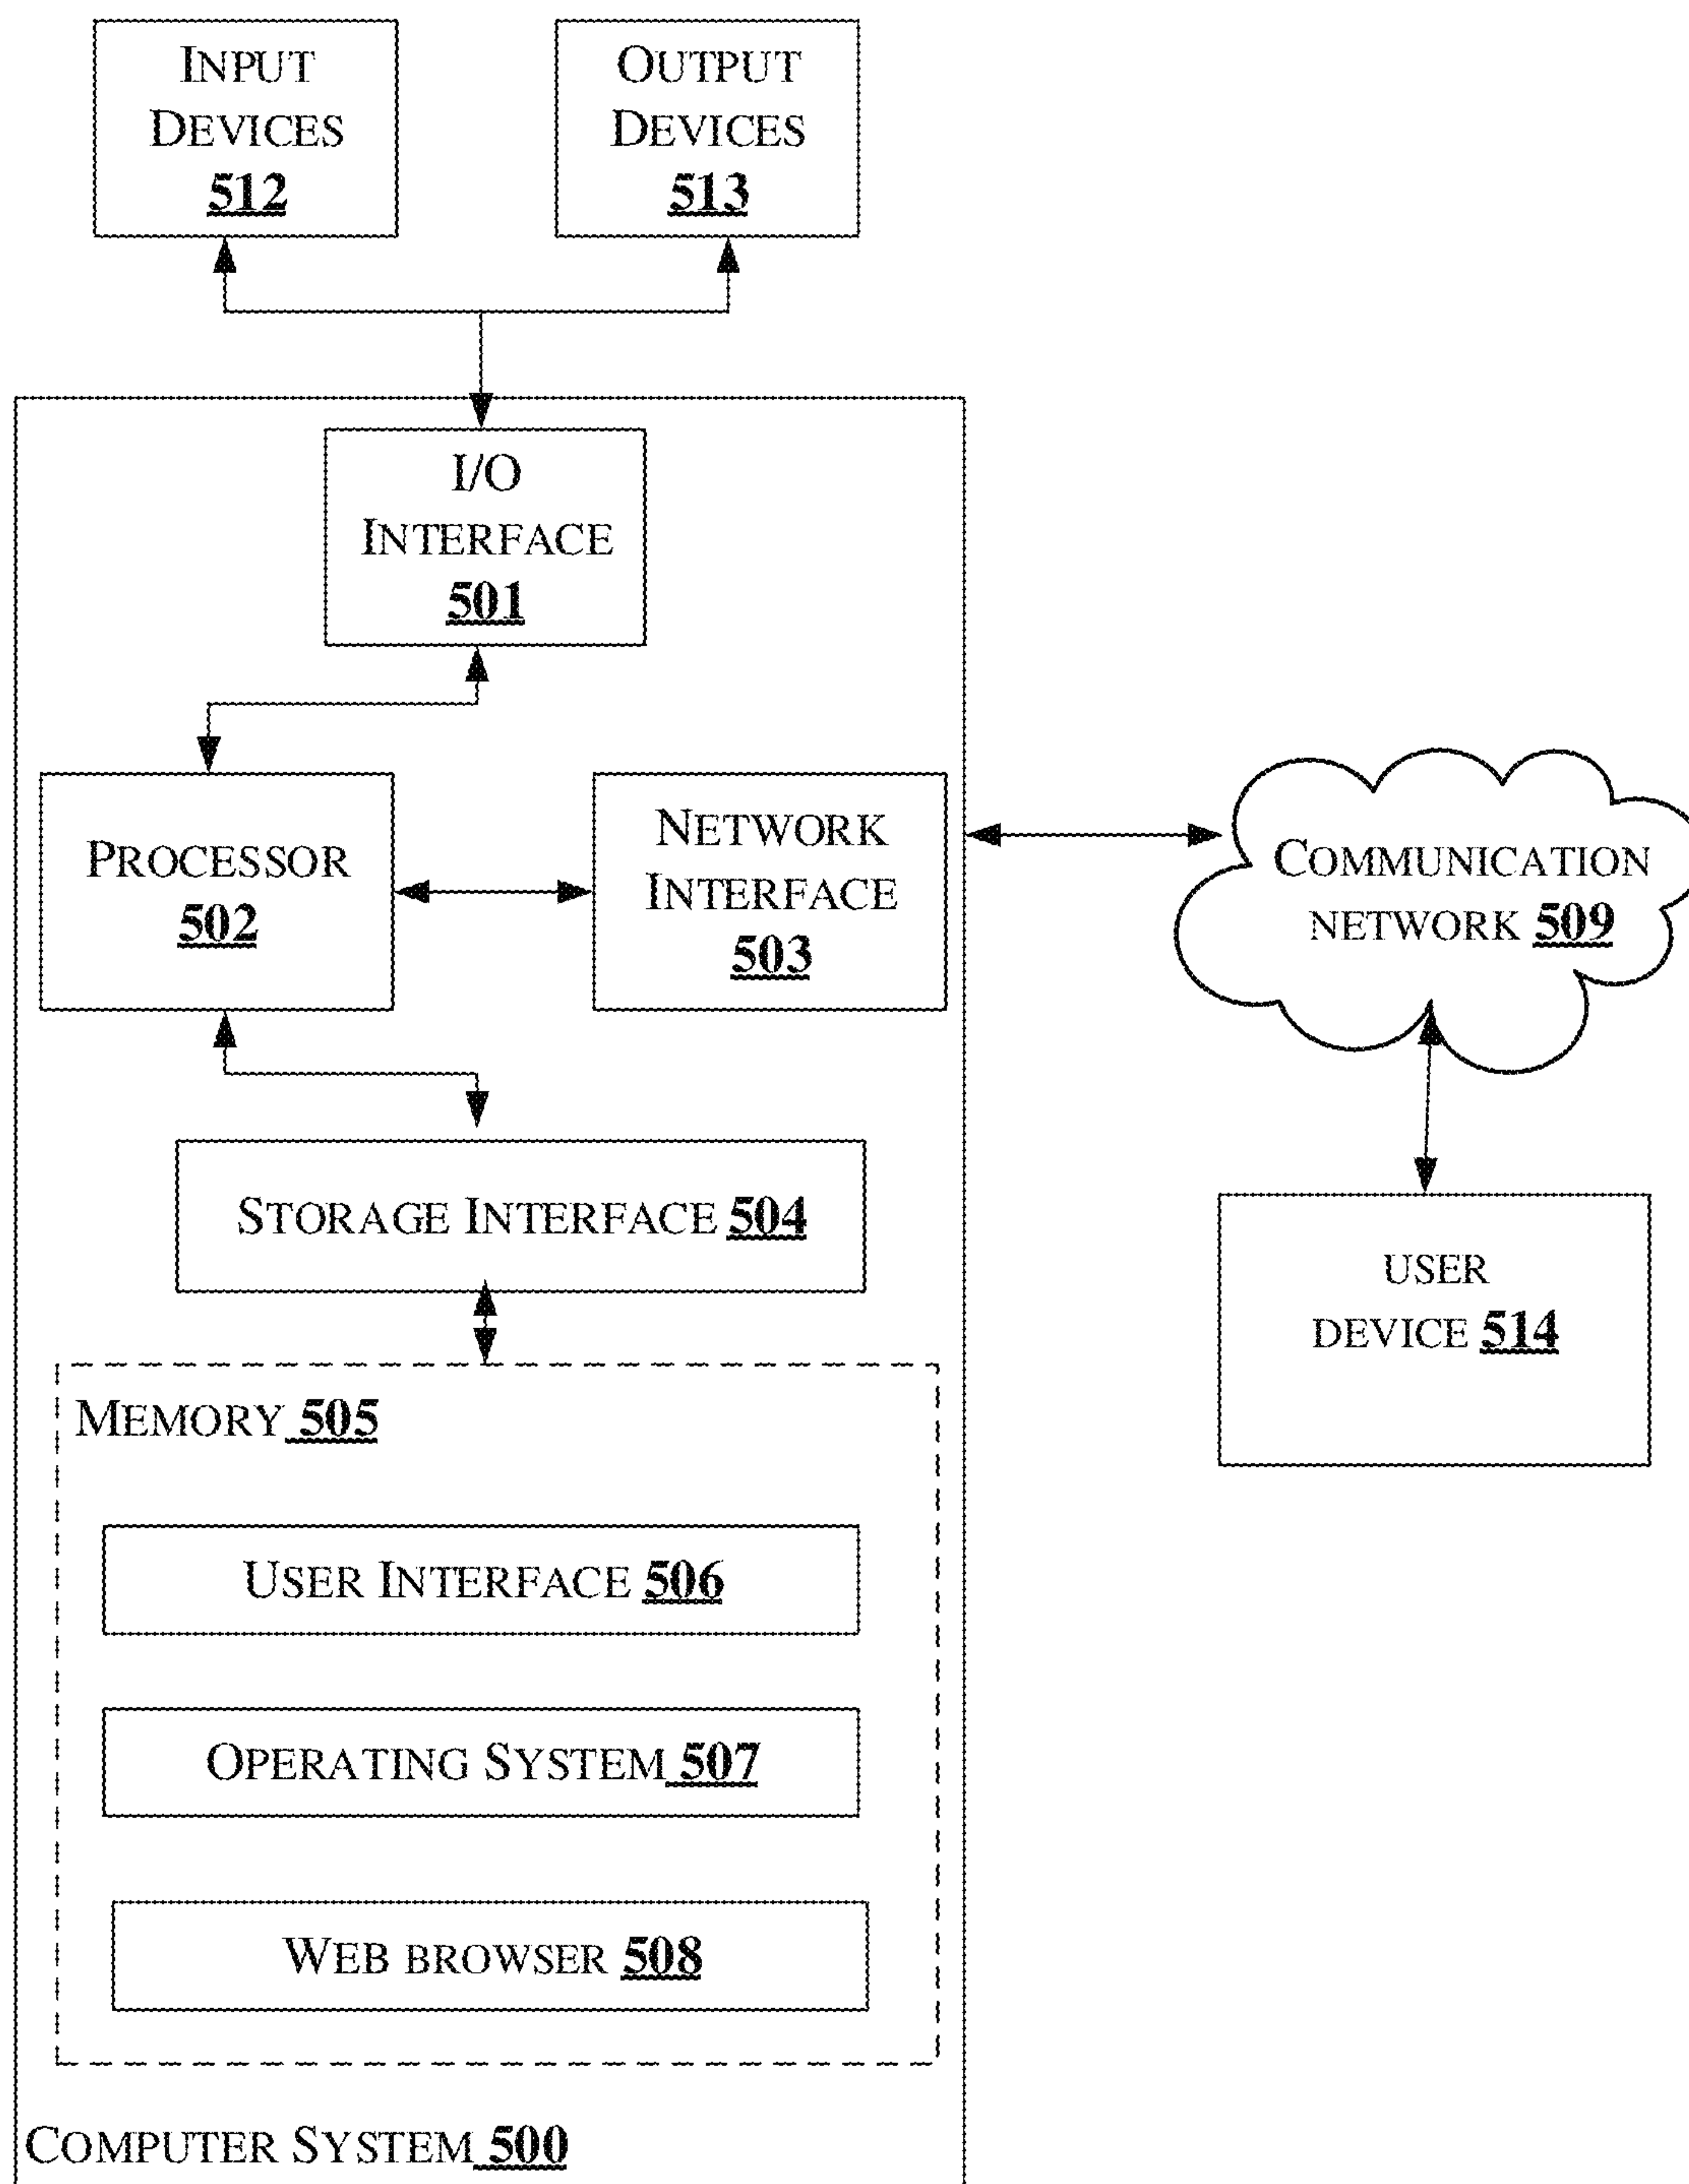 INPUT
DEVICES
512
OUTPUT
DEVICES
513
I/O
INTERFACE
501
PROCESSOR
502
NETWORK
INTERFACE
503
COMMUNICATION
NETWORK 509
STORAGE INTERFACE 504
USER
DEVICE 514
MEMORY 505
USER INTERFACE 506
OPERATING SYSTEM 507
WEB BROWSER 508
COMPUTER SYSTEM 500